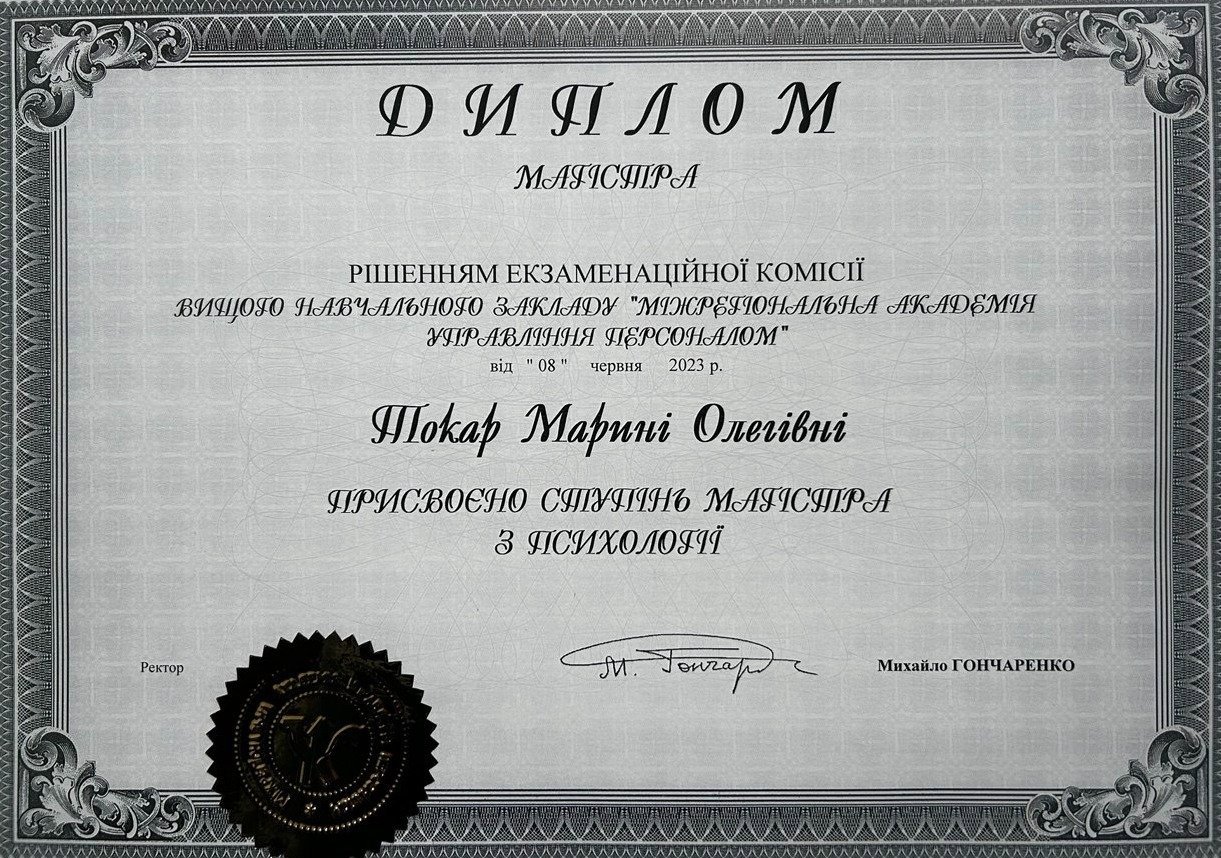 ДИПЛОМ
МАГІСТРА
РІШЕННЯМ ЕКЗАМЕНАЦІЙНОЇ КОМІСІЇ
ВИЩОГО НАВЧАЛЬНОГО ЗАКЛАДУ "МІЖРЕГІОНАЛЬНА АКАДЕМІЯ
УПРАВЛІННЯ ПЕРСОНАЛОМ"
від " 08 " червня 2023 р.
Токар Марині Олегівні
ПРИСВОЄНО СТУПІНЬ МАГІСТРА
З ПСИХОЛОГІЇ
Ректор
М. Гончар
Михайло ГОНЧАРЕНКО